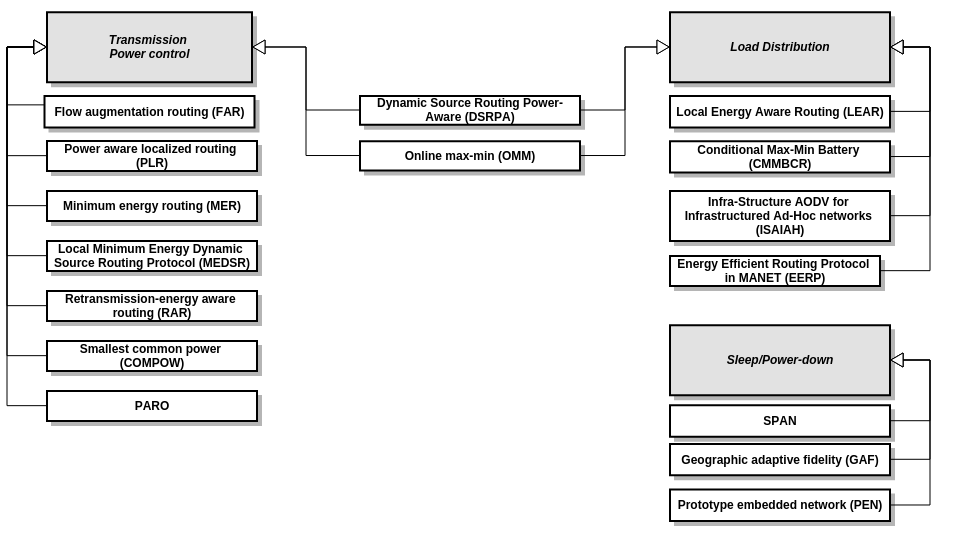 Transmission
Power control
Flow augmentation routing (FAR)
Power aware localized routing
(PLR)
Minimum energy routing (MER)
Local Minimum Energy Dynamic
Source Routing Protocol (MEDSR)
Retransmission-energy aware
routing (RAR)
Smallest common power
(COMPOW)
PARO
Dynamic Source Routing Power-
Aware (DSRPA)
Online max-min (OMM)
Load Distribution
Local Energy Aware Routing (LEAR)
Conditional Max-Min Battery
(CMMBCR)
Infra-Structure AODV for
Infrastructured Ad-Hoc networks
(ISAIAH)
Energy Efficient Routing Protocol
in MANET (EERP)
Sleep/Power-down
SPAN
Geographic adaptive fidelity (GAF)
Prototype embedded network (PEN)